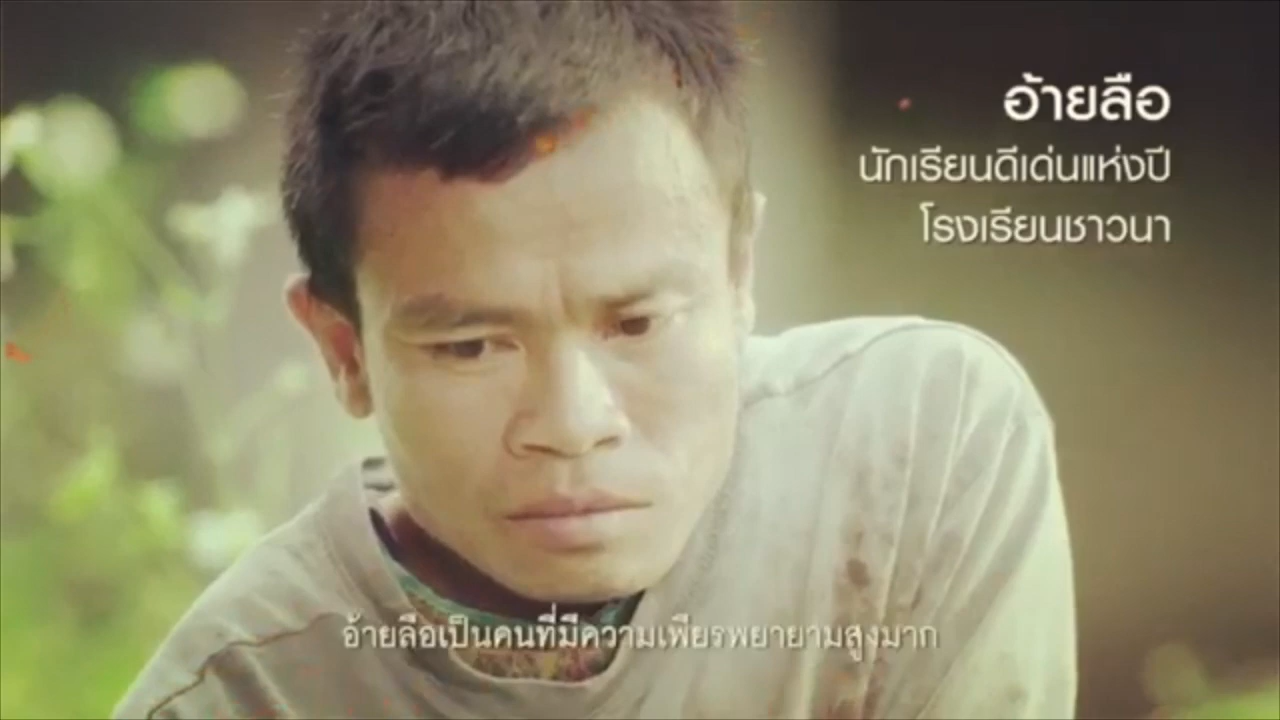 อ้ายลือ
นักเรียนดีเด่นแห่งปี
โรงเรียนชาวนา
อ้ายลือเป็นคนที่มีความเพียรพยายามสูงมาก